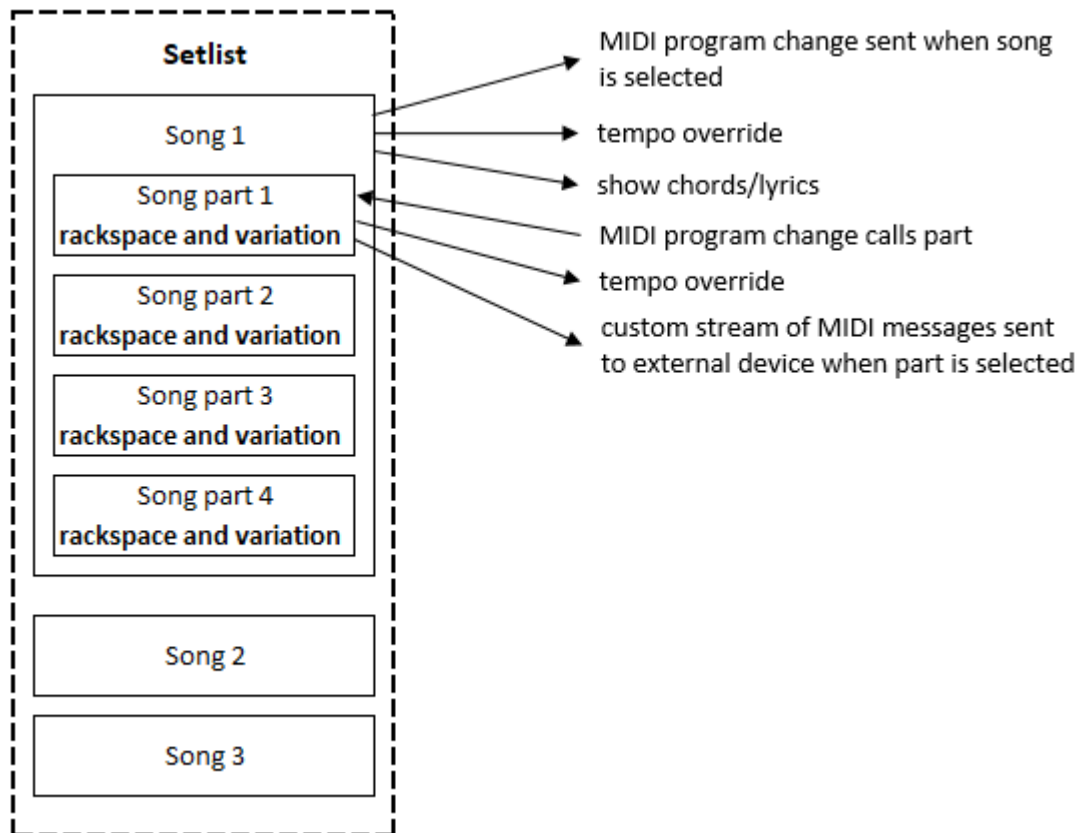 Setlist
Song 1
Song part 1
rackspace and variation
Song part 2
rackspace and variation
Song part 3
rackspace and variation
Song part 4
rackspace and variation
Song 2
Song 3
MIDI program change sent when song
is selected
tempo override
show chords/lyrics
MIDI program change calls part
tempo override
custom stream of MIDI messages sent
to external device when part is selected